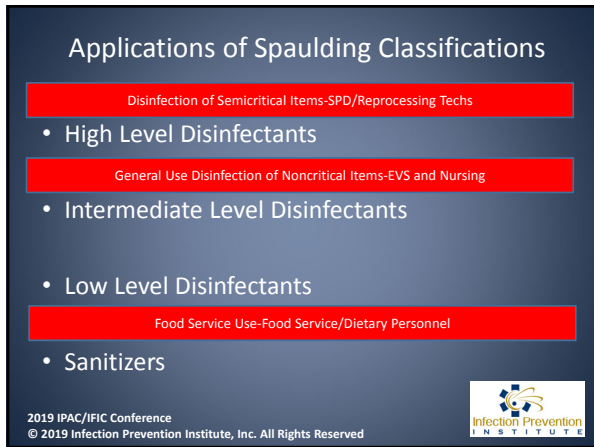 Applications of Spaulding Classifications
Disinfection of Semicritical Items-SPD/Reprocessing Techs
• High Level Disinfectants
General Use Disinfection of Noncritical Items-EVS and Nursing
• Intermediate Level Disinfectants
• Low Level Disinfectants
Food Service Use-Food Service/Dietary Personnel
• Sanitizers
2019 IPAC/IFIC Conference
© 2019 Infection Prevention Institute, Inc. All Rights Reserved
Infection Prevention
INSTITUTE